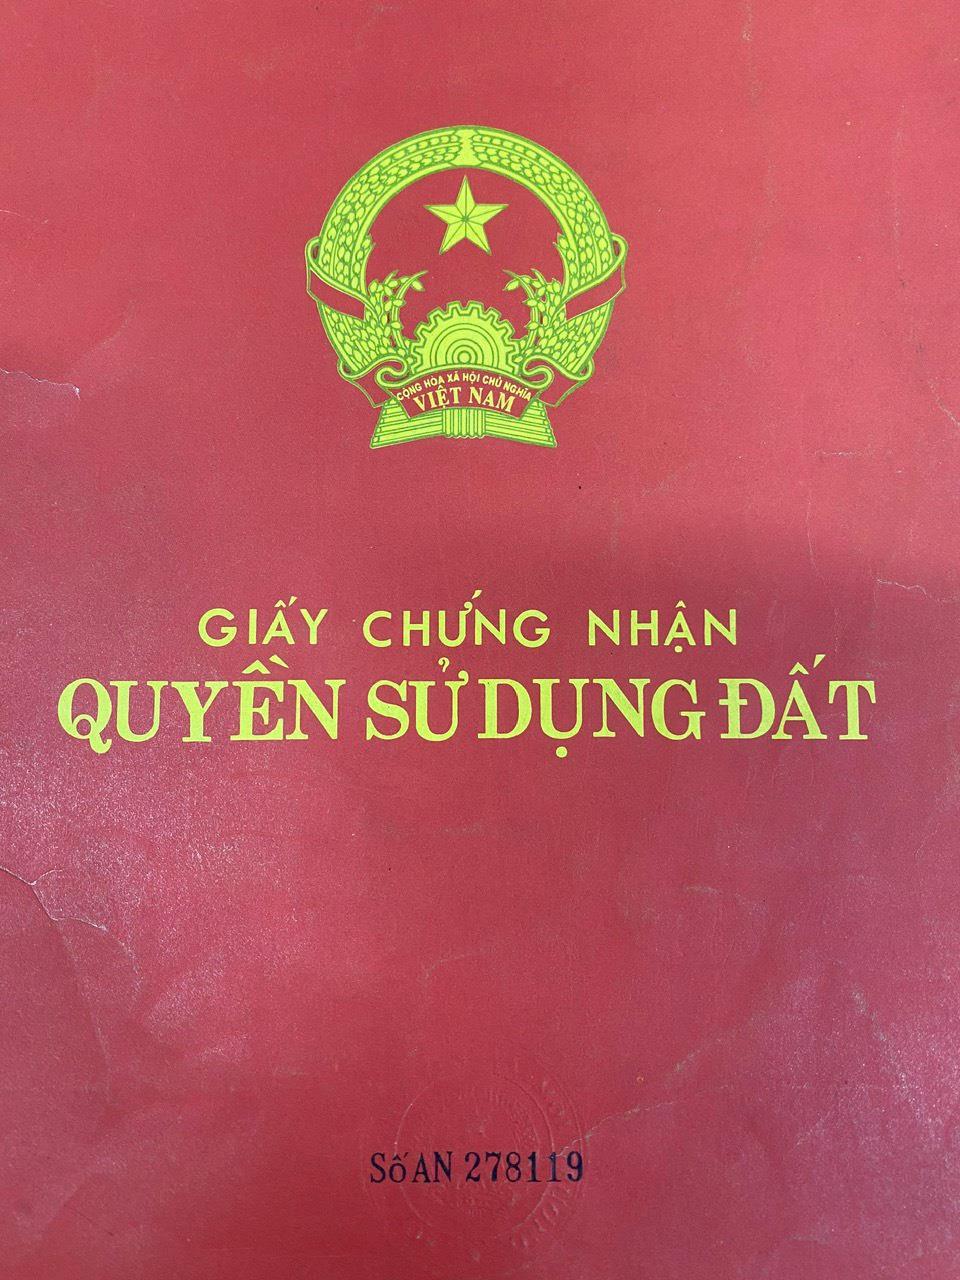 CỘNG HÒA XÃ HỘI CHỦ NGHĨA
VIỆT NAM
GIẤY CHỨNG NHẬN
QUYỀN SỬ DỤNG ĐẤT
Số AN 278119